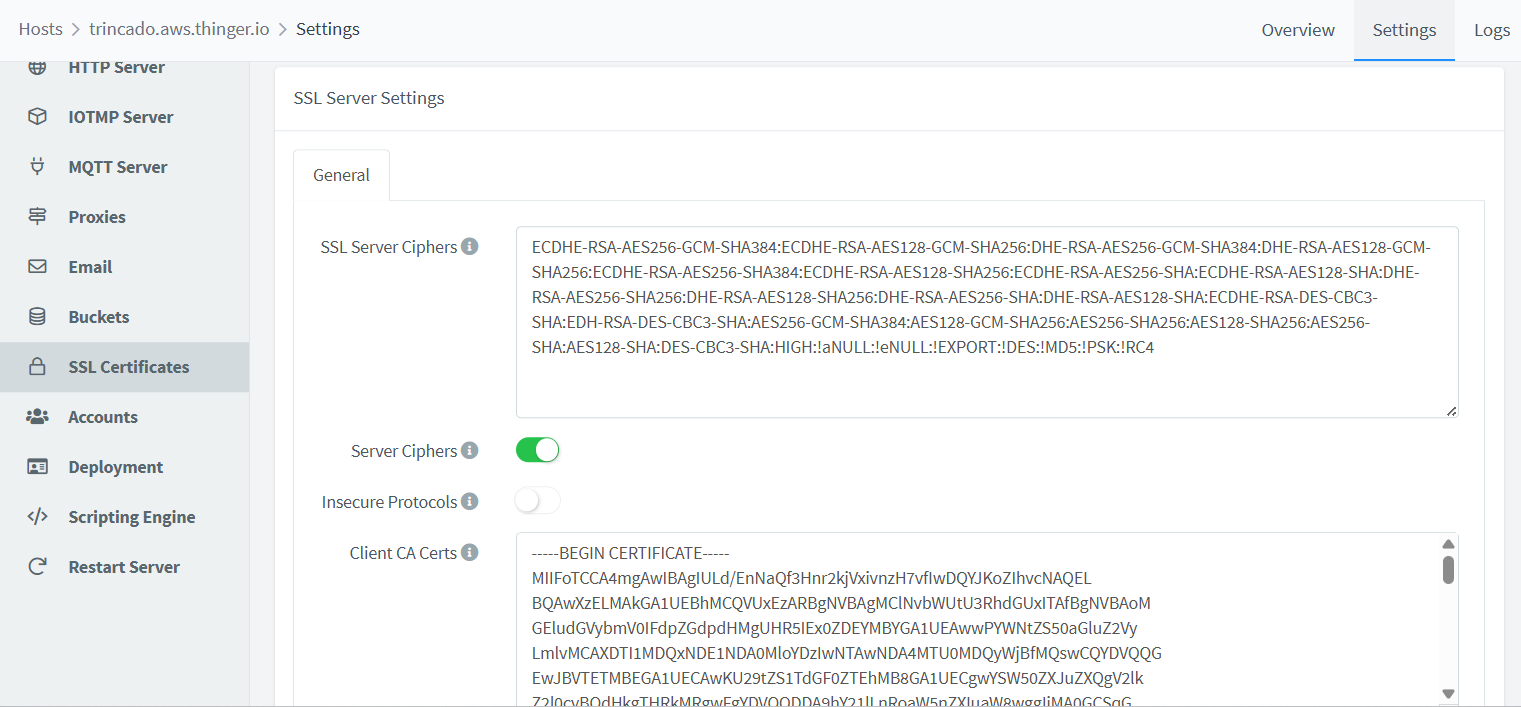 Hosts > trincado.aws.thinger.io > Settings
Overview Settings Logs
HTTP Server
IOTMP Server
MQTT Server
Proxies
Email
Buckets
SSL Certificates
Accounts
Deployment
Scripting Engine
Restart Server
SSL Server Settings
General
SSL Server Ciphers
ECDHE-RSA-AES256-GCM-SHA384:ECDHE-RSA-AES128-GCM-SHA256:DHE-RSA-AES256-GCM-SHA384:DHE-RSA-AES128-GCM-
SHA256:ECDHE-RSA-AES256-SHA384:ECDHE-RSA-AES128-SHA256:ECDHE-RSA-AES256-SHA:ECDHE-RSA-AES128-SHA:DHE-
RSA-AES256-SHA256:DHE-RSA-AES128-SHA256:DHE-RSA-AES256-SHA:DHE-RSA-AES128-SHA:ECDHE-RSA-DES-CBC3-
SHA:EDH-RSA-DES-CBC3-SHA:AES256-GCM-SHA384:AES128-GCM-SHA256:AES256-SHA256:AES128-SHA256:AES256-
SHA:AES128-SHA:DES-CBC3-SHA:HIGH:!aNULL:!eNULL:!EXPORT:!DES:!MD5:!PSK:!RC4
Server Ciphers
Insecure Protocols
Client CA Certs
-----BEGIN CERTIFICATE-----
MIIFoTCCA4mgAwIBAgIULd/EnNaQf3Hnr2kjVxivnzH7vfIwDQYJKoZIhvcNAQEL
BQAwXzELMAkGA1UEBhMCQVUxEzARBgNVBAgMClNvbWUtU3RhdGUxITAfBgNVBAoM
GEludGVybmV0IFdpZGdpdHMgUHR5IEx0ZDEYMBYGA1UEAwwPYWNtZS50aGluZ2Vy
LmlvMCAXDTI1MDQxNDE1NDA0MloYDzIwNTAwNDA4MTU0MDQyWjBfMQswCQYDVQQG
EwJBVTETMBEGA1UECAwKU29tZS1TdGF0ZTEhMB8GA1UECgwYSW50ZXJuZXQgV2lk